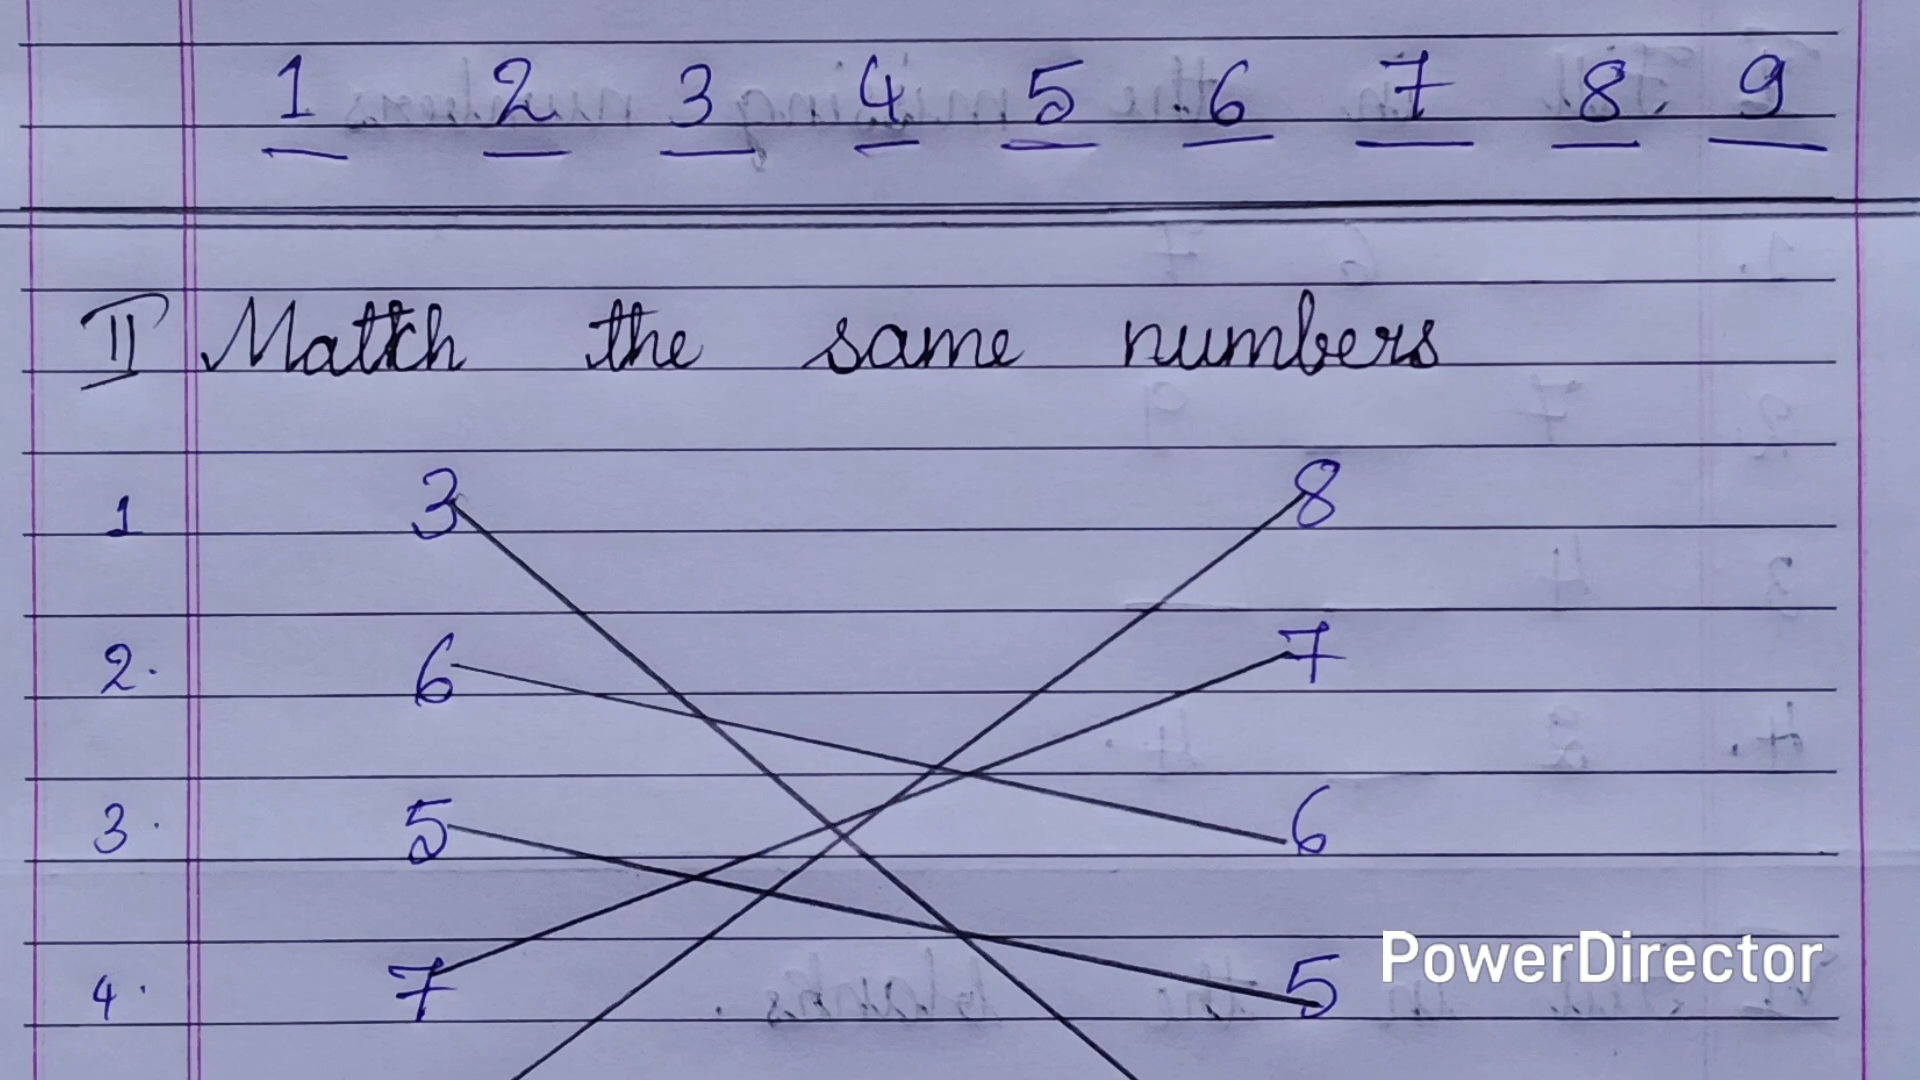 1 2 3 4 5 6 7 8 9
II Match the same numbers
1 3 8
2. 6 7
3. 5 6
4. 7 5
PowerDirector